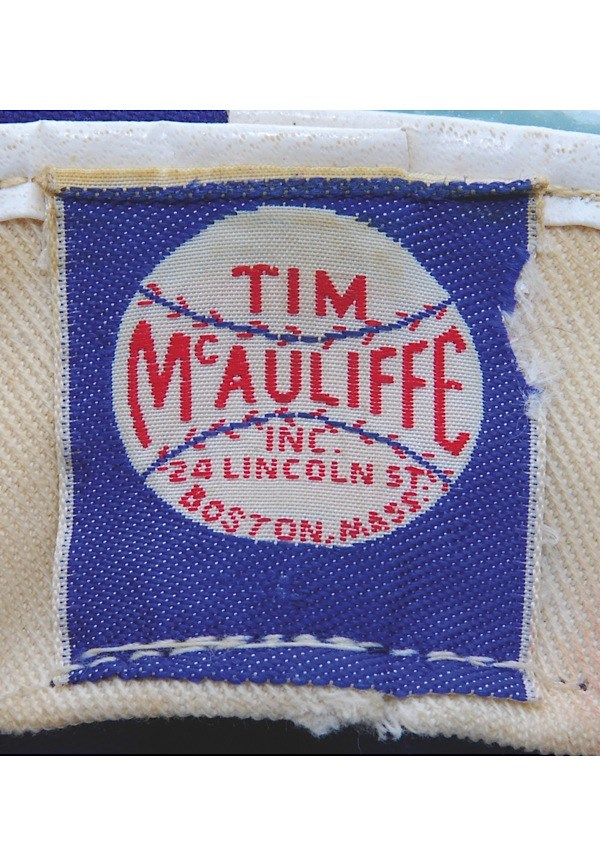 TIM
McAULIFFE
INC.
24 LINCOLN ST.
BOSTON, MASS.